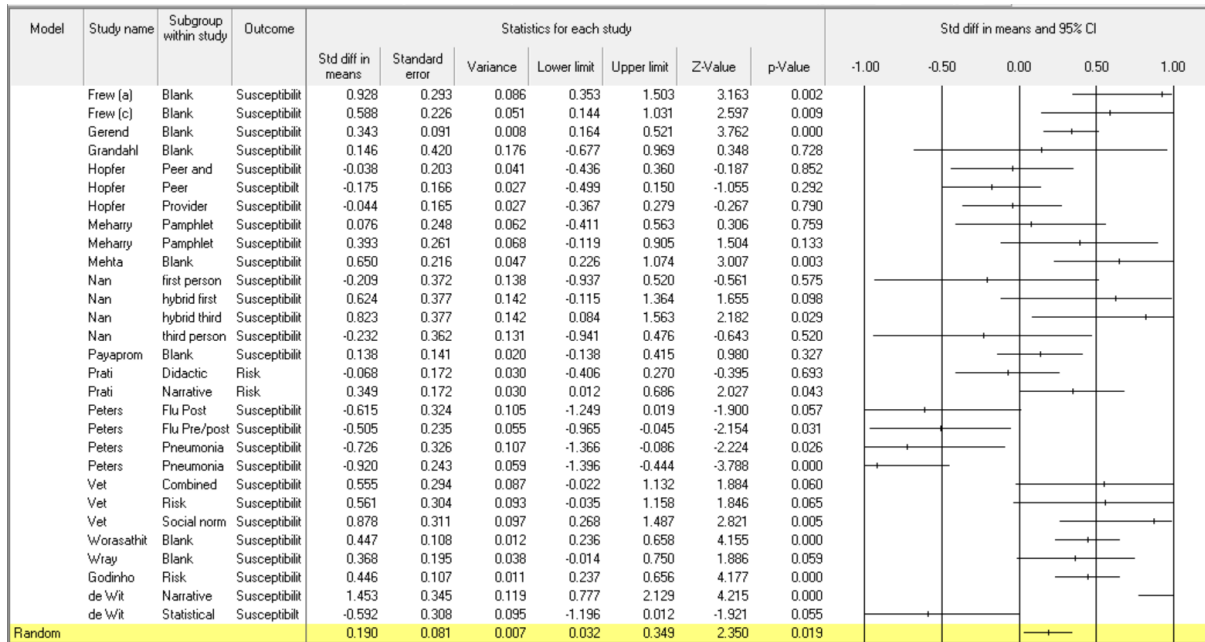 Model Study name Subgroup within study Outcome Statistics for each study Std diff in means and 95% CI
Std diff in means Standard error Variance Lower limit Upper limit Z-Value p-Value -1.00 -0.50 0.00 0.50 1.00
Frew (a) Blank Susceptibilit 0.928 0.293 0.086 0.353 1.503 3.163 0.002
Frew (c) Blank Susceptibilit 0.588 0.226 0.051 0.144 1.031 2.597 0.009
Gerend Blank Susceptibilit 0.343 0.091 0.008 0.164 0.521 3.762 0.000
Grandahl Blank Susceptibilit 0.146 0.420 0.176 -0.677 0.969 0.348 0.728
Hopfer Peer and Susceptibilit -0.038 0.203 0.041 -0.436 0.360 -0.187 0.852
Hopfer Peer Susceptibilt -0.175 0.166 0.027 -0.499 0.150 -1.055 0.292
Hopfer Provider Susceptibilit -0.044 0.165 0.027 -0.367 0.279 -0.267 0.790
Meharry Pamphlet Susceptibilit 0.076 0.248 0.062 -0.411 0.563 0.306 0.759
Meharry Pamphlet Susceptibilit 0.393 0.261 0.068 -0.119 0.905 1.504 0.133
Mehta Blank Susceptibilit 0.650 0.216 0.047 0.226 1.074 3.007 0.003
Nan first person Susceptibilit -0.209 0.372 0.138 -0.937 0.520 -0.561 0.575
Nan hybrid first Susceptibilit 0.624 0.377 0.142 -0.115 1.364 1.655 0.098
Nan hybrid third Susceptibilit 0.823 0.377 0.142 0.084 1.563 2.182 0.029
Nan third person Susceptibilit -0.232 0.362 0.131 -0.941 0.476 -0.643 0.520
Payaprom Blank Susceptibilit 0.138 0.141 0.020 -0.138 0.415 0.980 0.327
Prati Didactic Risk -0.068 0.172 0.030 -0.406 0.270 -0.395 0.693
Prati Narrative Risk 0.349 0.172 0.030 0.012 0.686 2.027 0.043
Peters Flu Post Susceptibilit -0.615 0.324 0.105 -1.249 0.019 -1.900 0.057
Peters Flu Pre/post Susceptibilit -0.505 0.235 0.055 -0.965 -0.045 -2.154 0.031
Peters Pneumonia Susceptibilit -0.726 0.326 0.107 -1.366 -0.086 -2.224 0.026
Peters Pneumonia Susceptibilit -0.920 0.243 0.059 -1.396 -0.444 -3.788 0.000
Vet Combined Susceptibilit 0.555 0.294 0.087 -0.022 1.132 1.884 0.060
Vet Risk Susceptibilit 0.561 0.304 0.093 -0.035 1.158 1.846 0.065
Vet Social norm Susceptibilit 0.878 0.311 0.097 0.268 1.487 2.821 0.005
Worasathit Blank Susceptibilit 0.447 0.108 0.012 0.236 0.658 4.155 0.000
Wray Blank Susceptibilit 0.368 0.195 0.038 -0.014 0.750 1.886 0.059
Godinho Risk Susceptibilit 0.446 0.107 0.011 0.237 0.656 4.177 0.000
de Wit Narrative Susceptibilit 1.453 0.345 0.119 0.777 2.129 4.215 0.000
de Wit Statistical Susceptibilt -0.592 0.308 0.095 -1.196 0.012 -1.921 0.055
Random 0.190 0.081 0.007 0.032 0.349 2.350 0.019